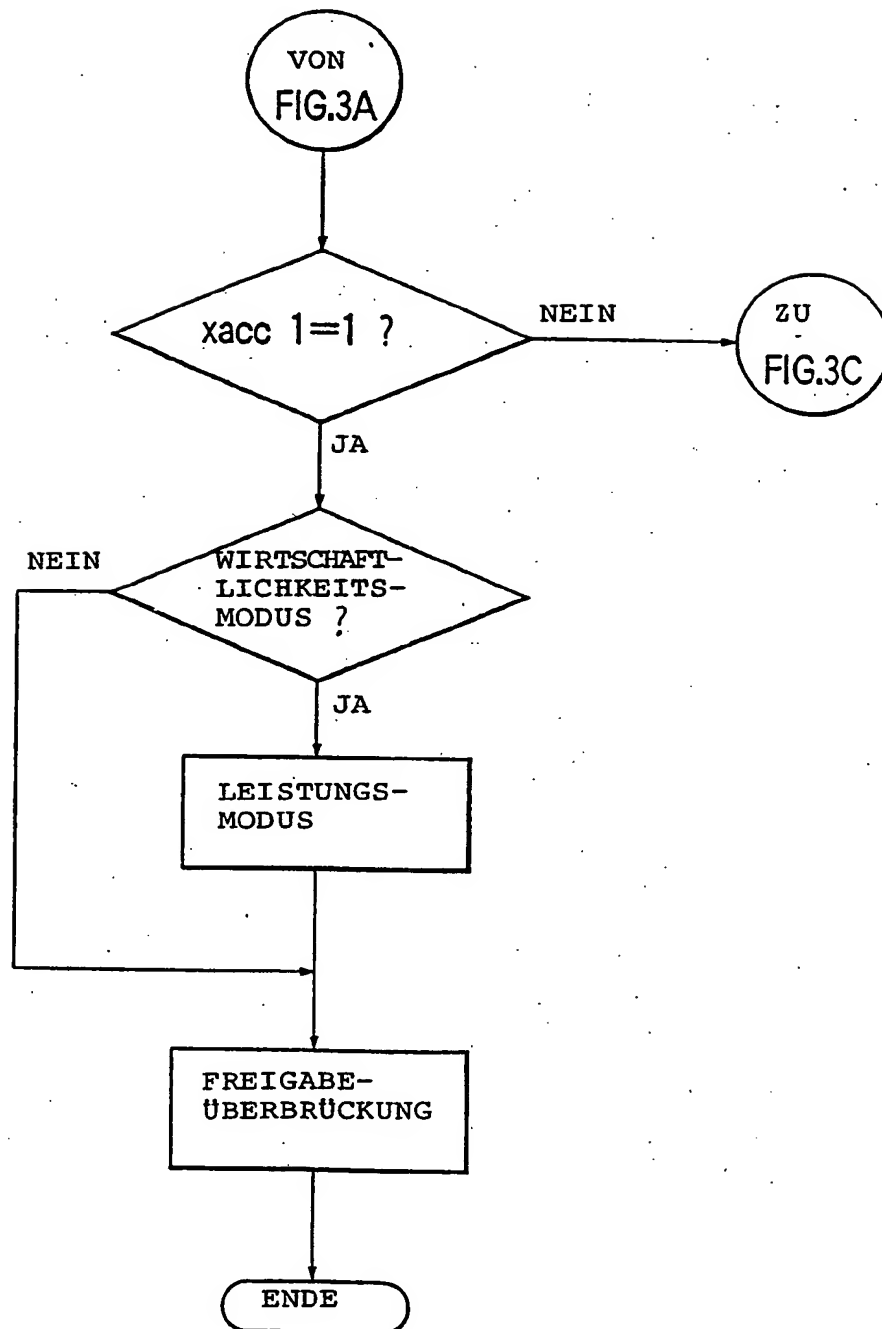 VON
FIG.3A
xacc 1=1 ?
NEIN
ZU
FIG.3C
JA
NEIN
WIRTSCHAFT-
LICHKEITS-
MODUS ?
JA
LEISTUNGS-
MODUS
FREIGABE-
ÜBERBRÜCKUNG
ENDE